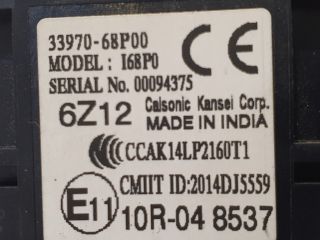 33970-68P00
MODEL : I68P0
SERIAL No. 00094375
CE
6Z12 Calsonic Kansei Corp.
MADE IN INDIA
CCAK14LP2160T1
CMIIT ID:2014DJ5559
E11 10R-04 8537